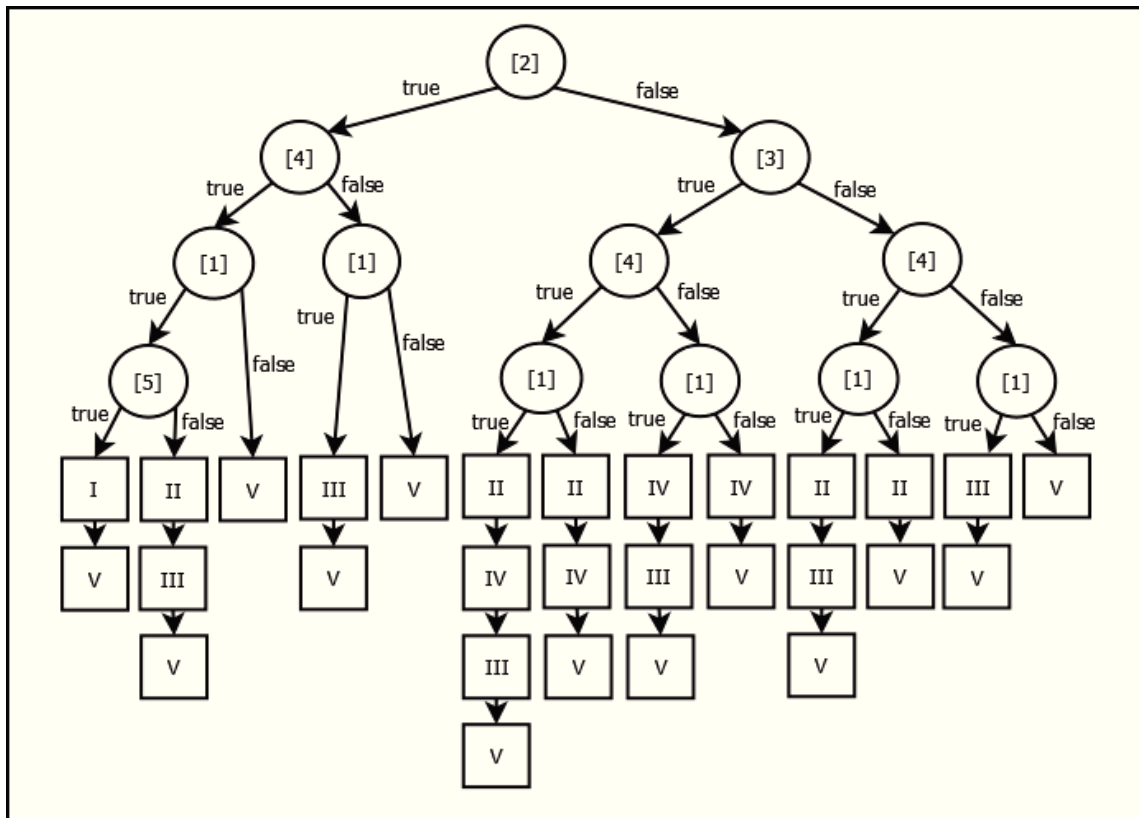 [2]
true false
[4] [3]
true false true false
[1] [1] [4] [4]
true true true false true false
false false
[5] [1] [1] [1] [1]
true false true false true false true false true false
I II V III V II II IV IV II II III V
V III V IV IV III V III V V
V III V V V
V